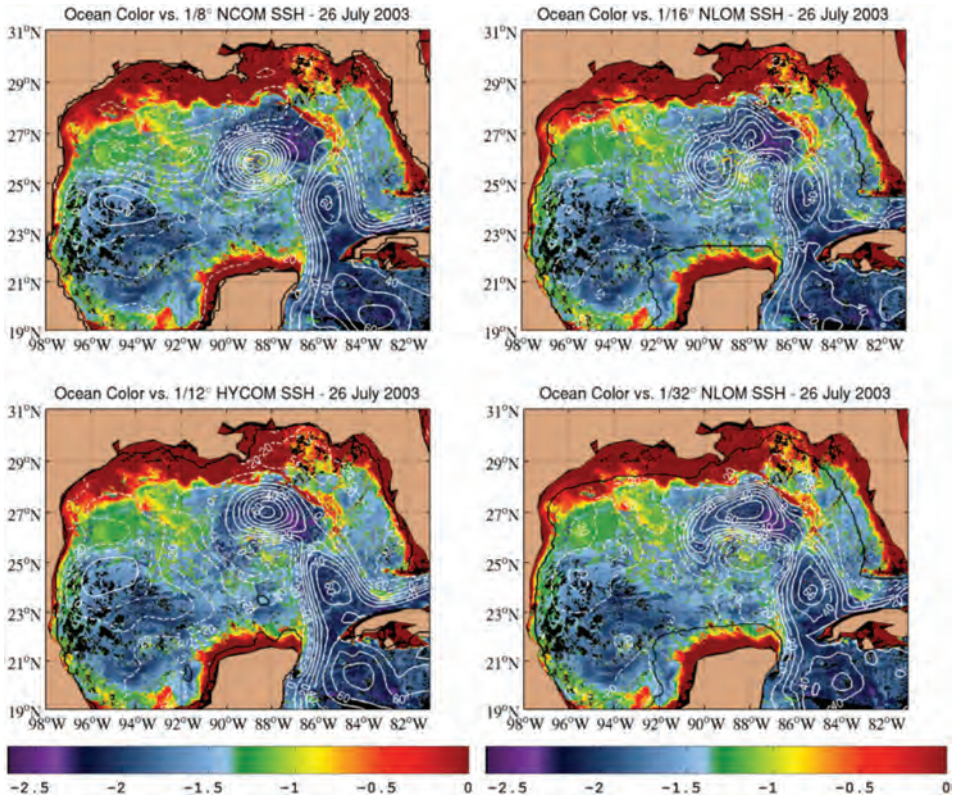 Ocean Color vs. 1/8° NCOM SSH - 26 July 2003
31°N
29°N
27°N
25°N
23°N
21°N
19°N
98°W 96°W 94°W 92°W 90°W 88°W 86°W 84°W 82°W
Ocean Color vs. 1/16° NLOM SSH - 26 July 2003
31°N
29°N
27°N
25°N
23°N
21°N
19°N
98°W 96°W 94°W 92°W 90°W 88°W 86°W 84°W 82°W
Ocean Color vs. 1/12° HYCOM SSH - 26 July 2003
31°N
29°N
27°N
25°N
23°N
21°N
19°N
98°W 96°W 94°W 92°W 90°W 88°W 86°W 84°W 82°W
Ocean Color vs. 1/32° NLOM SSH - 26 July 2003
31°N
29°N
27°N
25°N
23°N
21°N
19°N
98°W 96°W 94°W 92°W 90°W 88°W 86°W 84°W 82°W
-2.5 -2 -1.5 -1 -0.5 0
-2.5 -2 -1.5 -1 -0.5 0